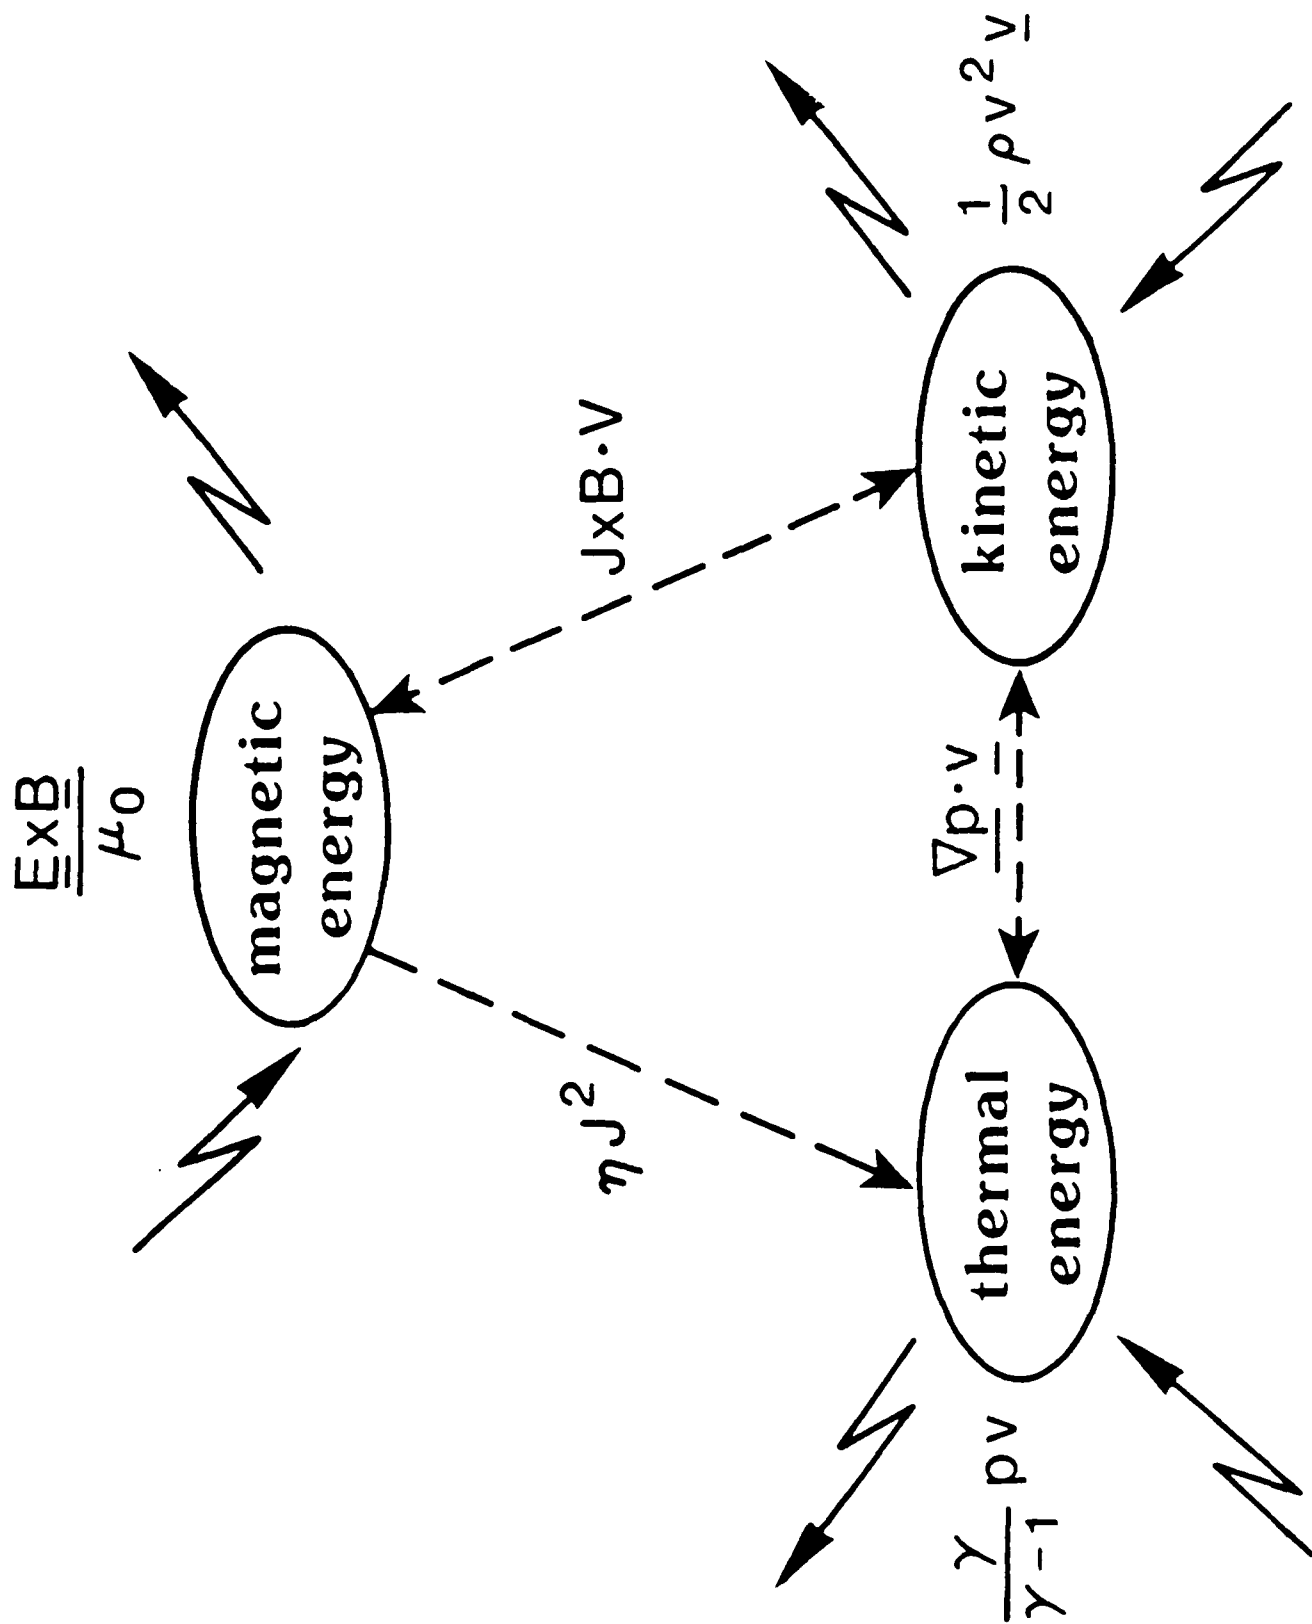 E×B
μ₀
magnetic
energy
ηJ²
J×B·V
γ
γ-1
pv
thermal
energy
∇p·v
kinetic
energy
1
2
ρv²v